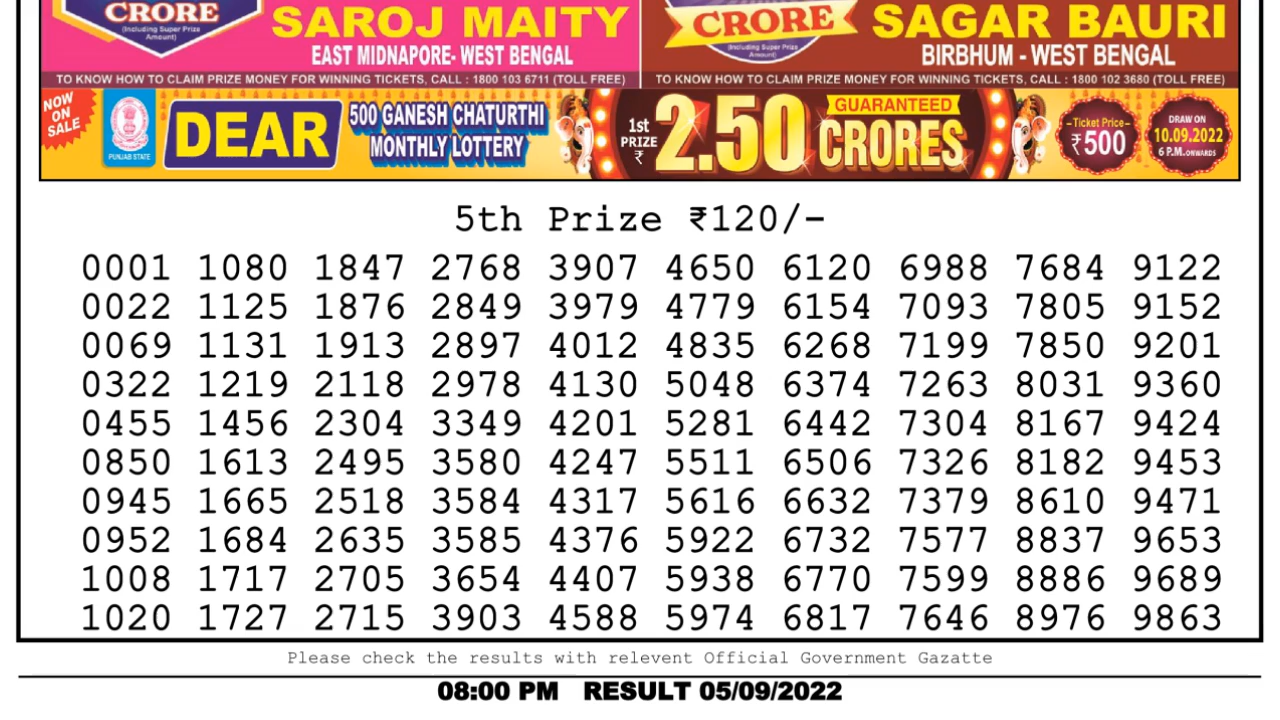 CRORE
(Including Super Prize
Amount)
SAROJ MAITY
EAST MIDNAPORE- WEST BENGAL
TO KNOW HOW TO CLAIM PRIZE MONEY FOR WINNING TICKETS, CALL : 1800 103 6711 (TOLL FREE)
CRORE
(Including Super Prize
Amount)
SAGAR BAURI
BIRBHUM - WEST BENGAL
TO KNOW HOW TO CLAIM PRIZE MONEY FOR WINNING TICKETS, CALL : 1800 102 3680 (TOLL FREE)
NOW
ON
SALE
PUNJAB STATE
DEAR
500 GANESH CHATURTHI
MONTHLY LOTTERY
1st
PRIZE
₹
2.50
GUARANTEED
CRORES
-Ticket Price-
₹500
DRAW ON
10.09.2022
6 P.M. ONWARDS
5th Prize ₹120/-
0001 1080 1847 2768 3907 4650 6120 6988 7684 9122
0022 1125 1876 2849 3979 4779 6154 7093 7805 9152
0069 1131 1913 2897 4012 4835 6268 7199 7850 9201
0322 1219 2118 2978 4130 5048 6374 7263 8031 9360
0455 1456 2304 3349 4201 5281 6442 7304 8167 9424
0850 1613 2495 3580 4247 5511 6506 7326 8182 9453
0945 1665 2518 3584 4317 5616 6632 7379 8610 9471
0952 1684 2635 3585 4376 5922 6732 7577 8837 9653
1008 1717 2705 3654 4407 5938 6770 7599 8886 9689
1020 1727 2715 3903 4588 5974 6817 7646 8976 9863
Please check the results with relevent Official Government Gazatte
08:00 PM RESULT 05/09/2022